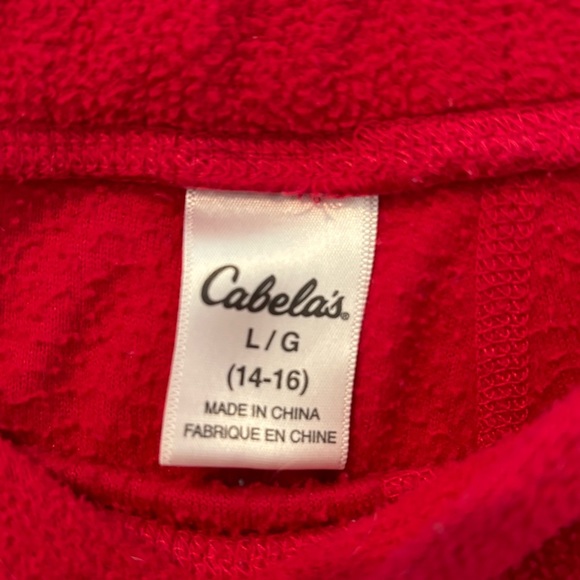 Cabela's®
L / G
(14-16)
MADE IN CHINA
FABRIQUE EN CHINE